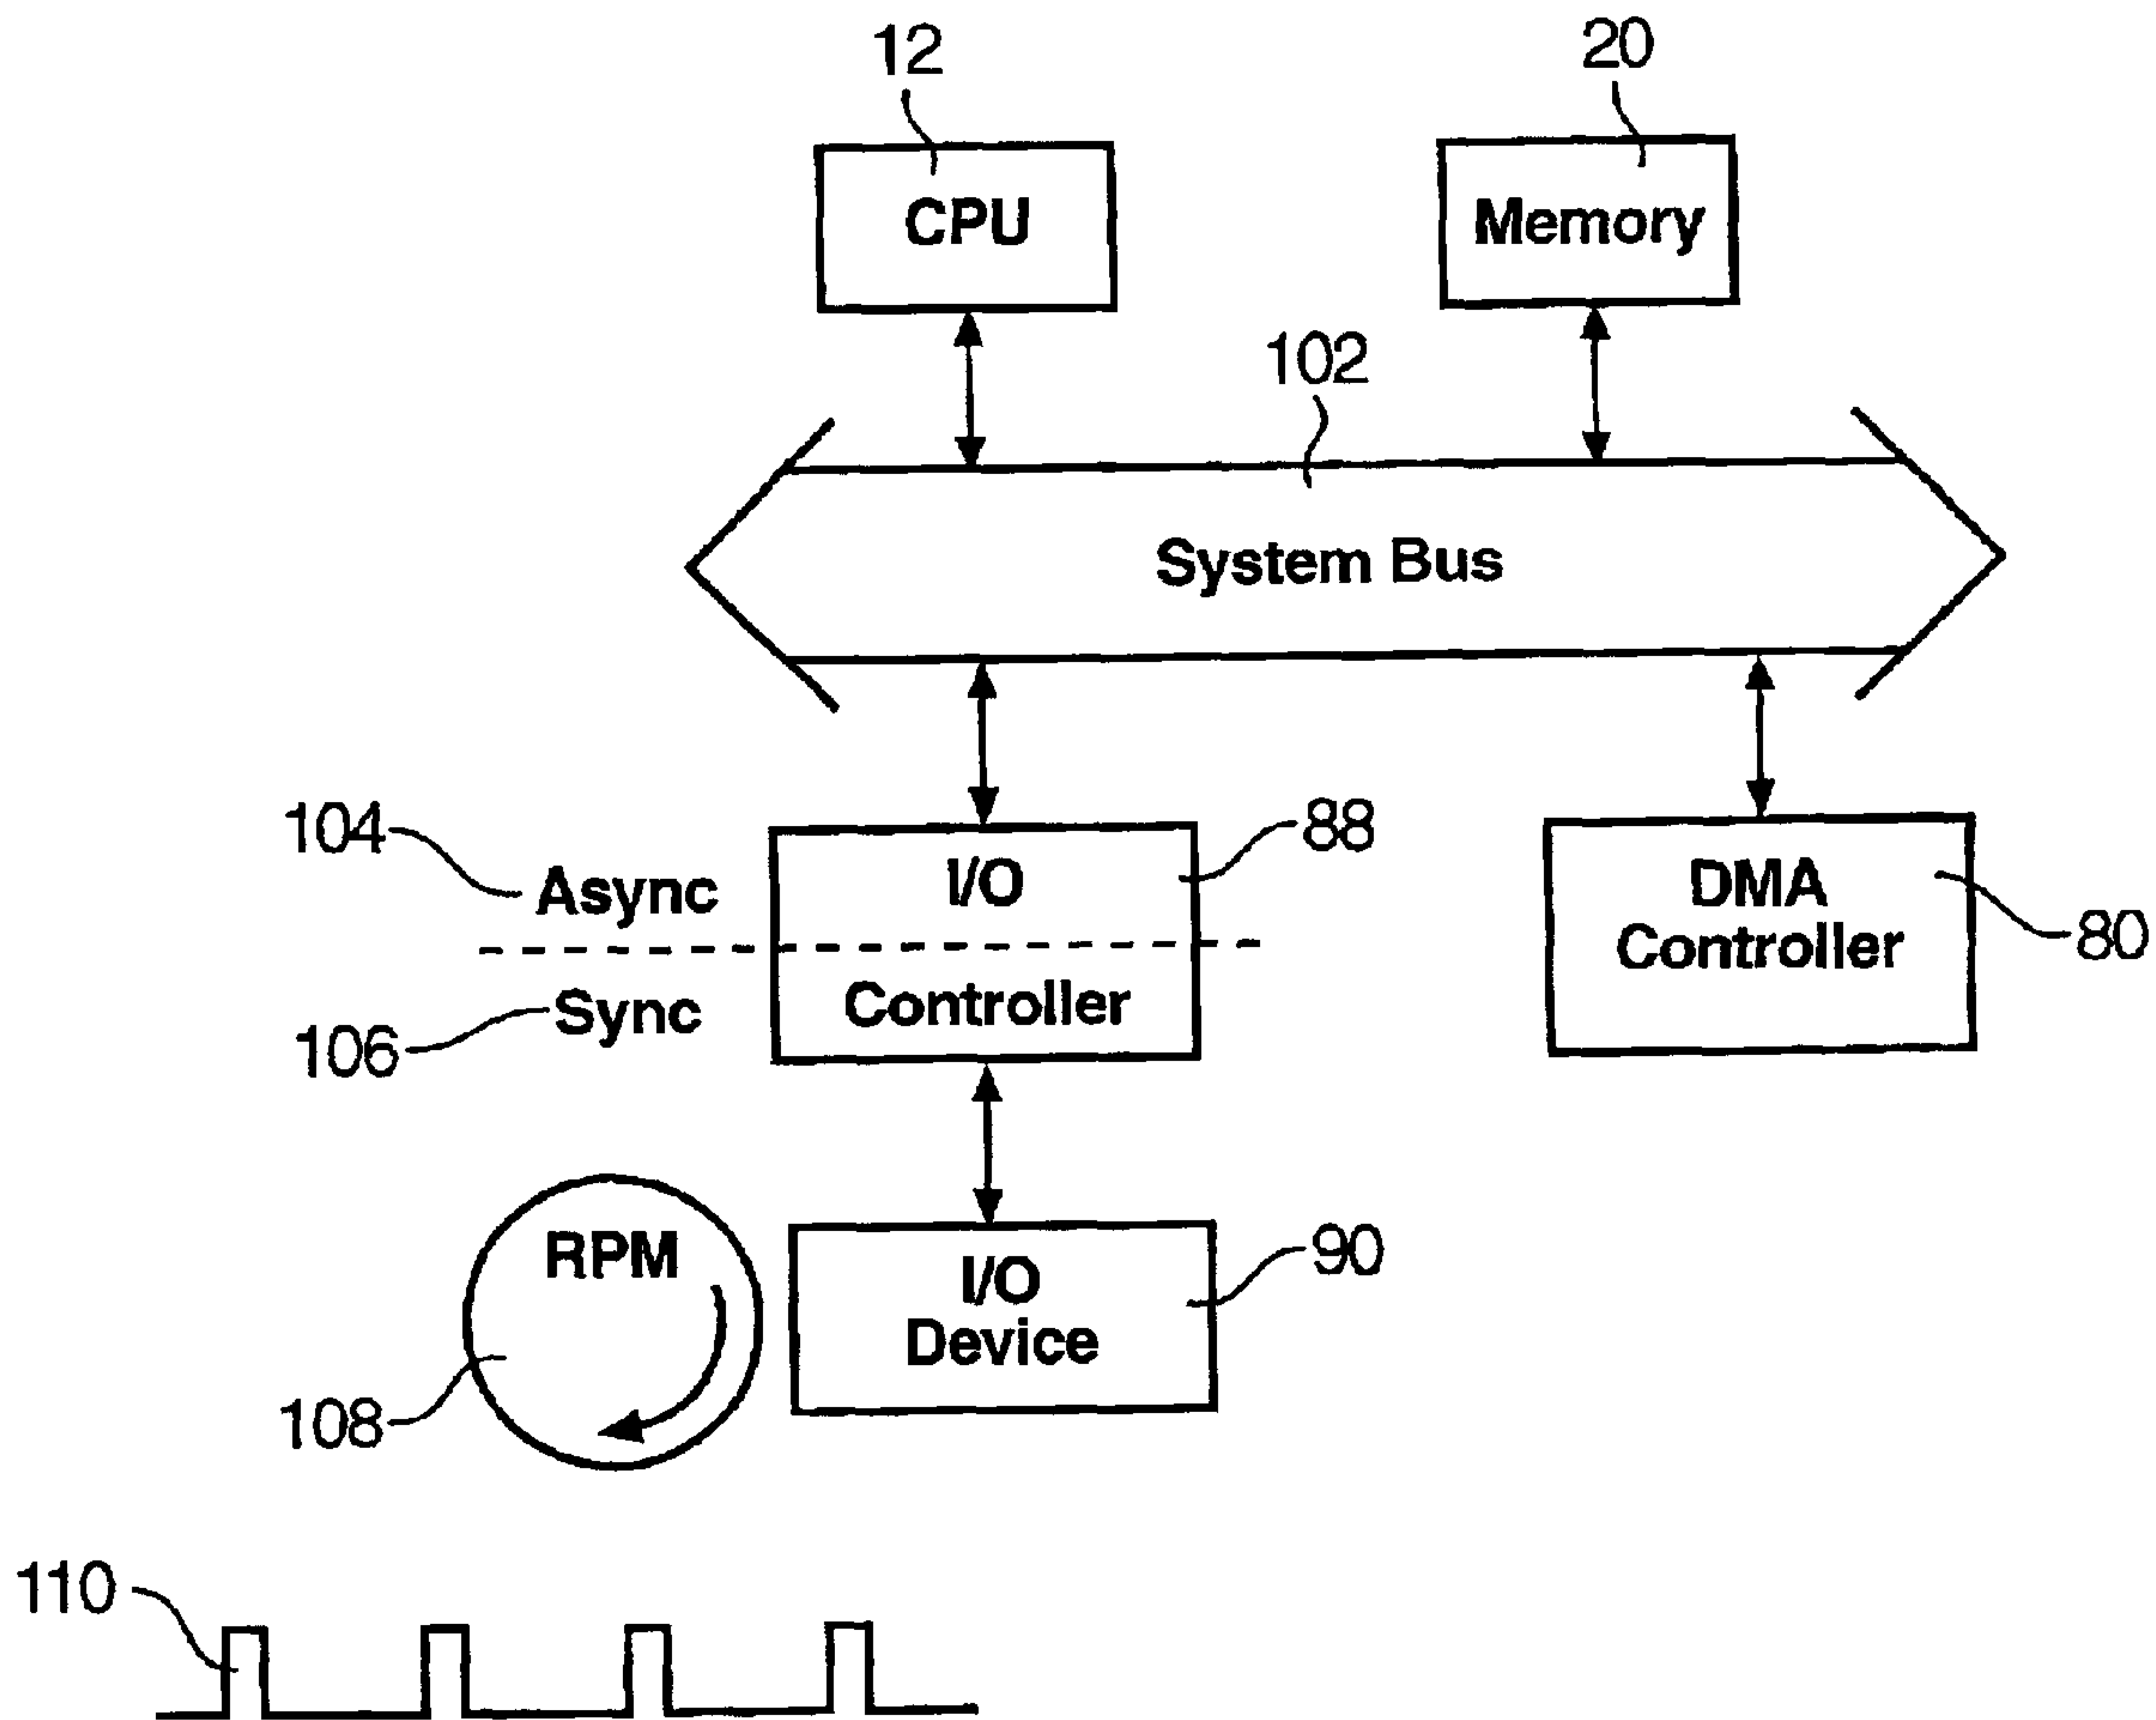 12
20
CPU
Memory
102
System Bus
104
Async
I/O
88
DMA
Controller
80
106
Sync
Controller
RPM
I/O
Device
90
108
110